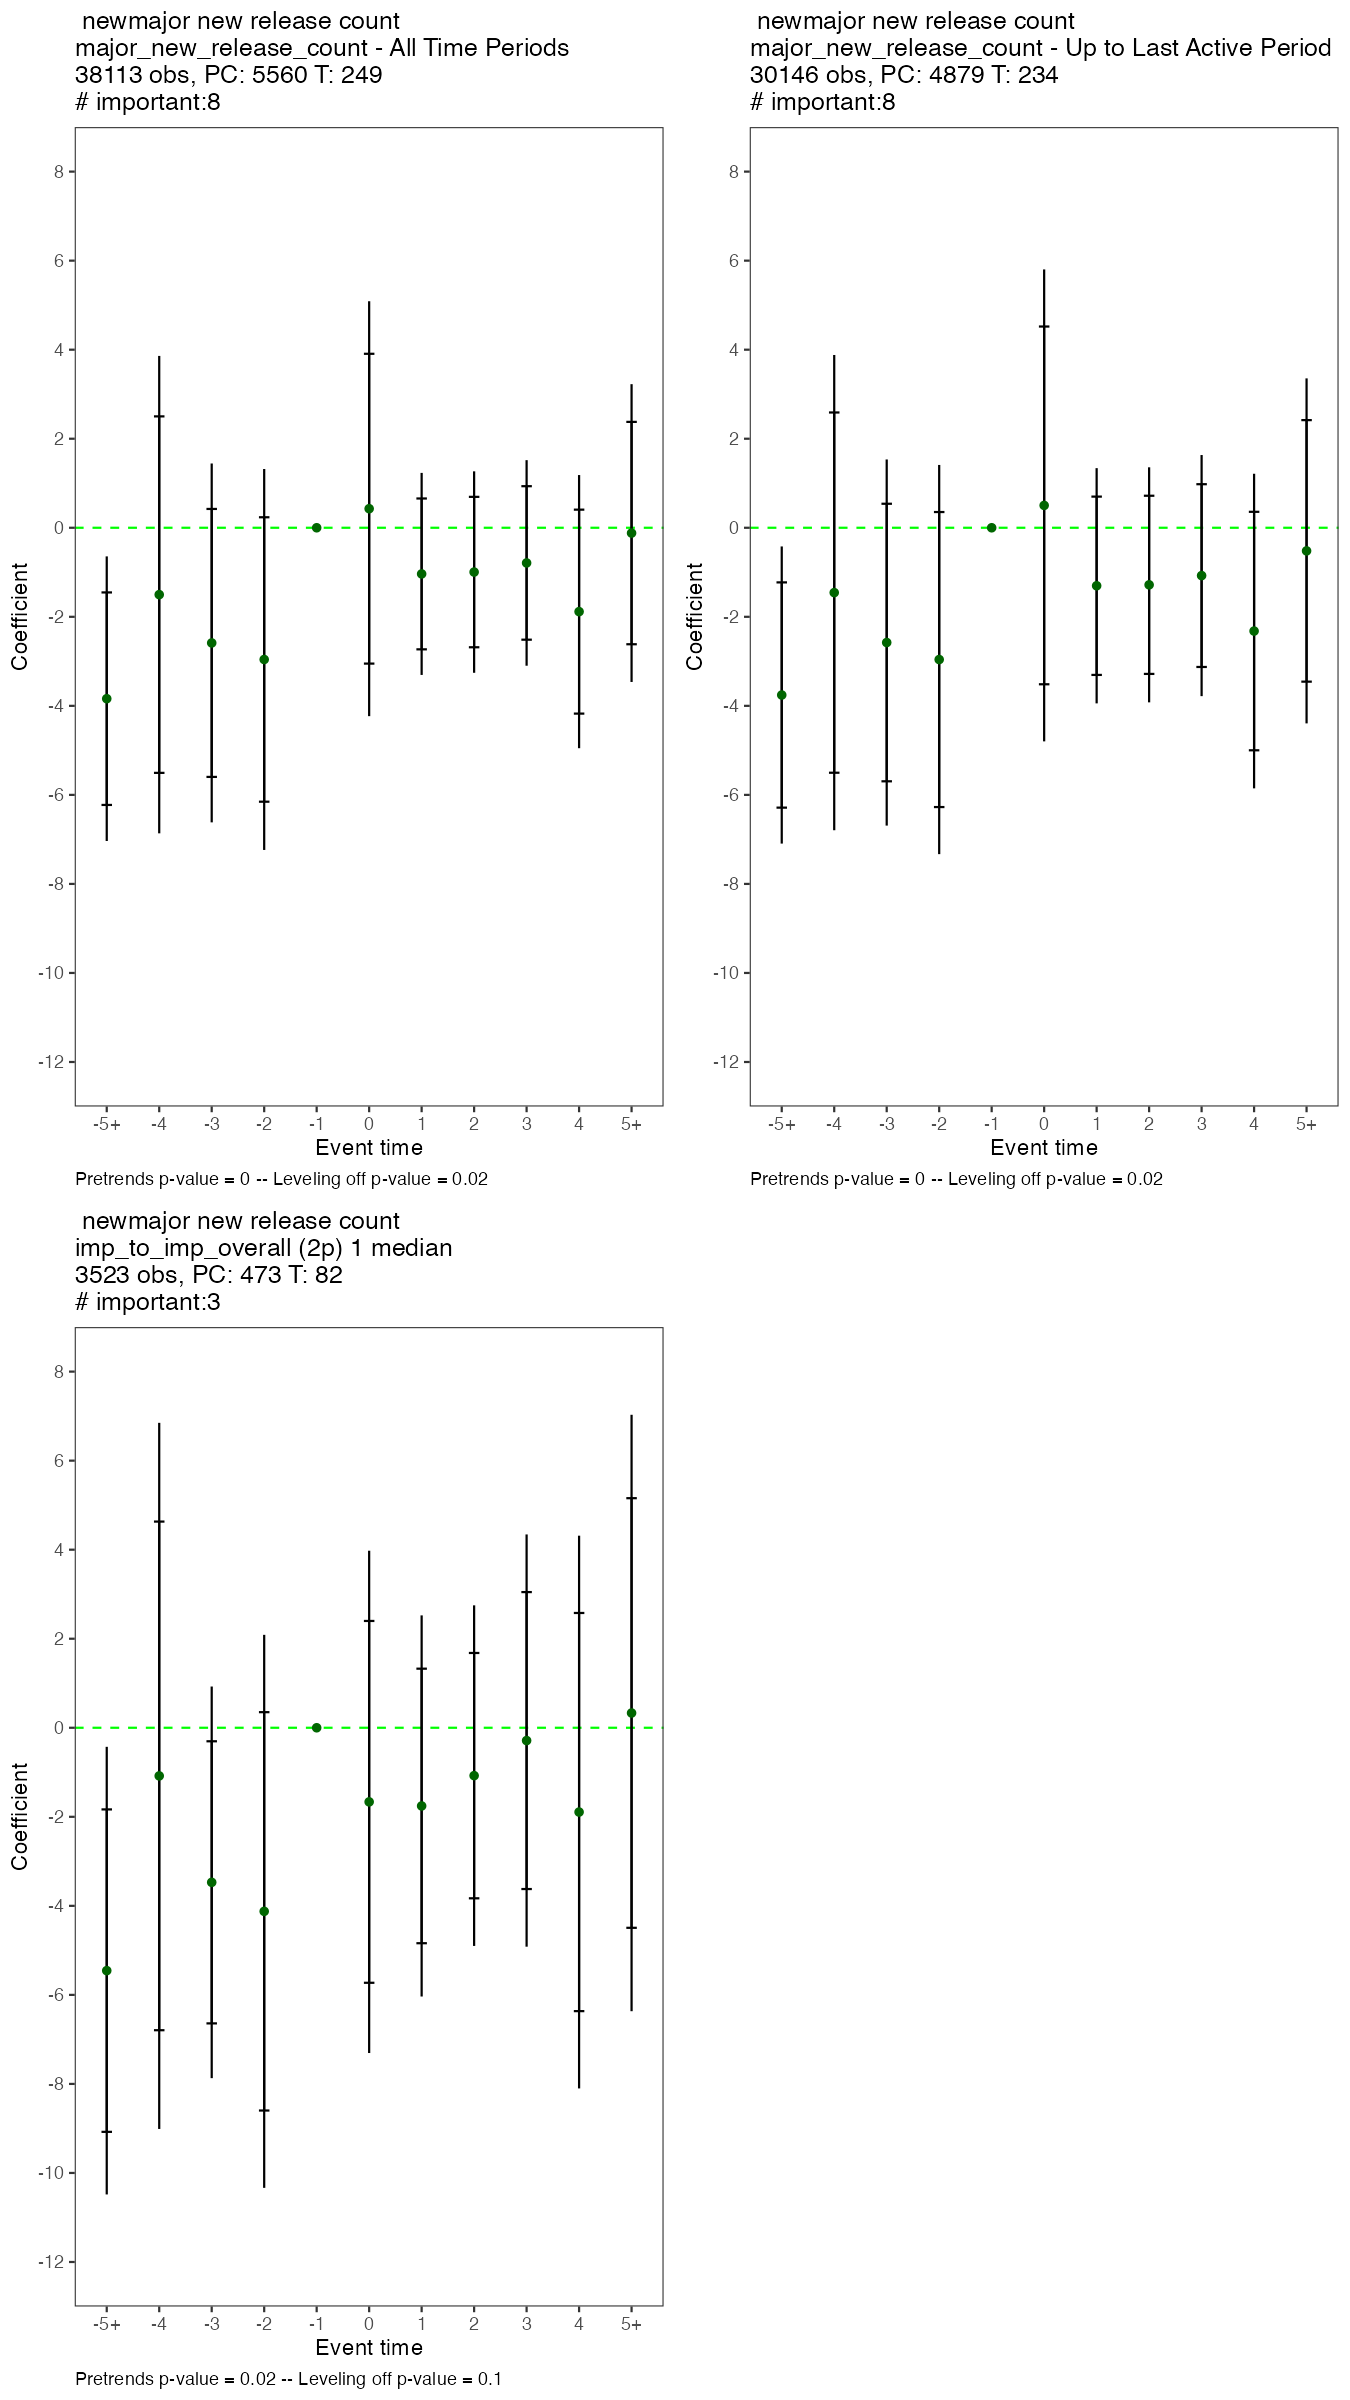 newmajor new release count
major_new_release_count - All Time Periods
38113 obs, PC: 5560 T: 249
# important:8
8
6
4
2
0
-2
-4
-6
-8
-10
-12
Coefficient
-5+ -4 -3 -2 -1 0 1 2 3 4 5+
Event time
Pretrends p-value = 0 -- Leveling off p-value = 0.02
newmajor new release count
major_new_release_count - Up to Last Active Period
30146 obs, PC: 4879 T: 234
# important:8
8
6
4
2
0
-2
-4
-6
-8
-10
-12
Coefficient
-5+ -4 -3 -2 -1 0 1 2 3 4 5+
Event time
Pretrends p-value = 0 -- Leveling off p-value = 0.02
newmajor new release count
imp_to_imp_overall (2p) 1 median
3523 obs, PC: 473 T: 82
# important:3
8
6
4
2
0
-2
-4
-6
-8
-10
-12
Coefficient
-5+ -4 -3 -2 -1 0 1 2 3 4 5+
Event time
Pretrends p-value = 0.02 -- Leveling off p-value = 0.1